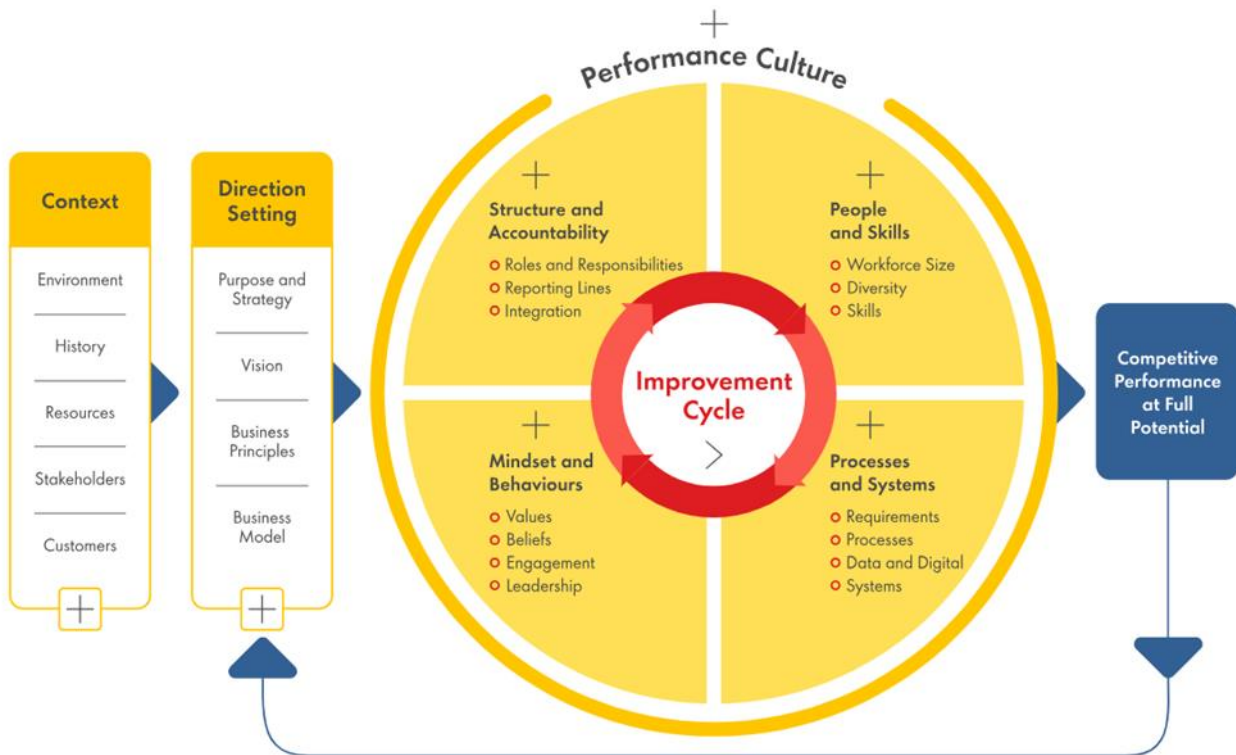 Performance Culture
Context
Environment
History
Resources
Stakeholders
Customers
Direction
Setting
Purpose and
Strategy
Vision
Business
Principles
Business
Model
Structure and
Accountability
Roles and Responsibilities
Reporting Lines
Integration
People
and Skills
Workforce Size
Diversity
Skills
Improvement
Cycle
Mindset and
Behaviours
Values
Beliefs
Engagement
Leadership
Processes
and Systems
Requirements
Processes
Data and Digital
Systems
Competitive
Performance
at Full
Potential